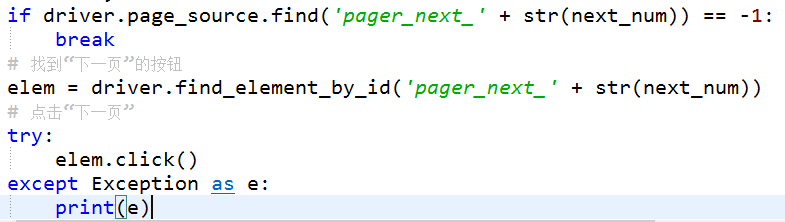 if driver.page_source.find('pager_next_' + str(next_num)) == -1:
    break
# 找到“下一页”的按钮
elem = driver.find_element_by_id('pager_next_' + str(next_num))
# 点击“下一页”
try:
    elem.click()
except Exception as e:
    print(e)